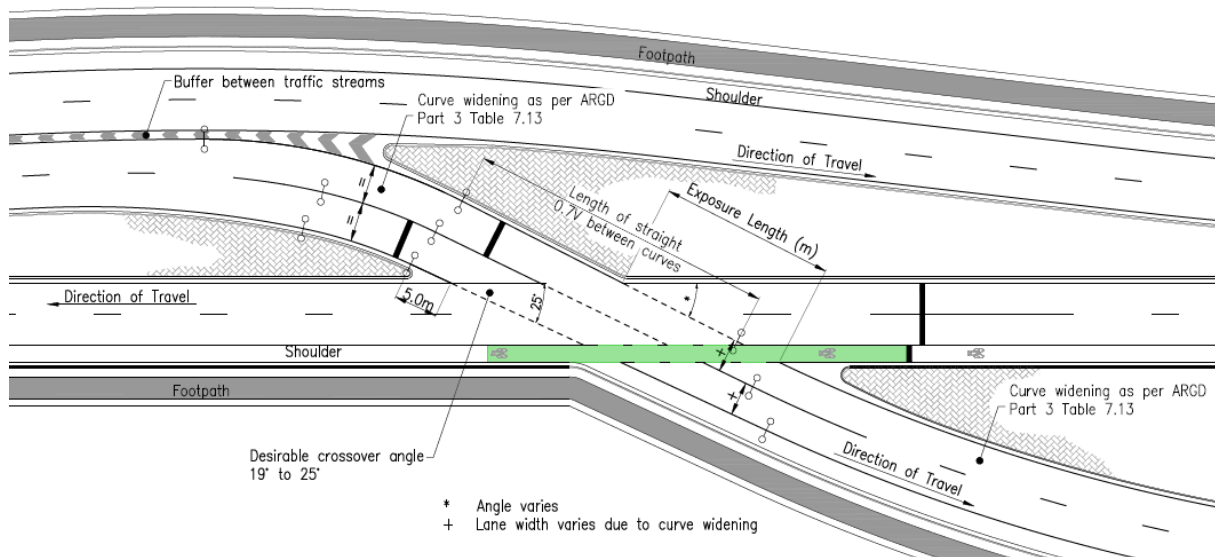 Footpath
Buffer between traffic streams
Curve widening as per ARGD
Part 3 Table 7.13
Shoulder
Direction of Travel
=
=
Length of straight
0.7V between curves
Exposure Length (m)
Direction of Travel
5.0m
25°
*
Shoulder
+
Footpath
+
Curve widening as per ARGD
Part 3 Table 7.13
Desirable crossover angle
19° to 25°
Direction of Travel
* Angle varies
+ Lane width varies due to curve widening